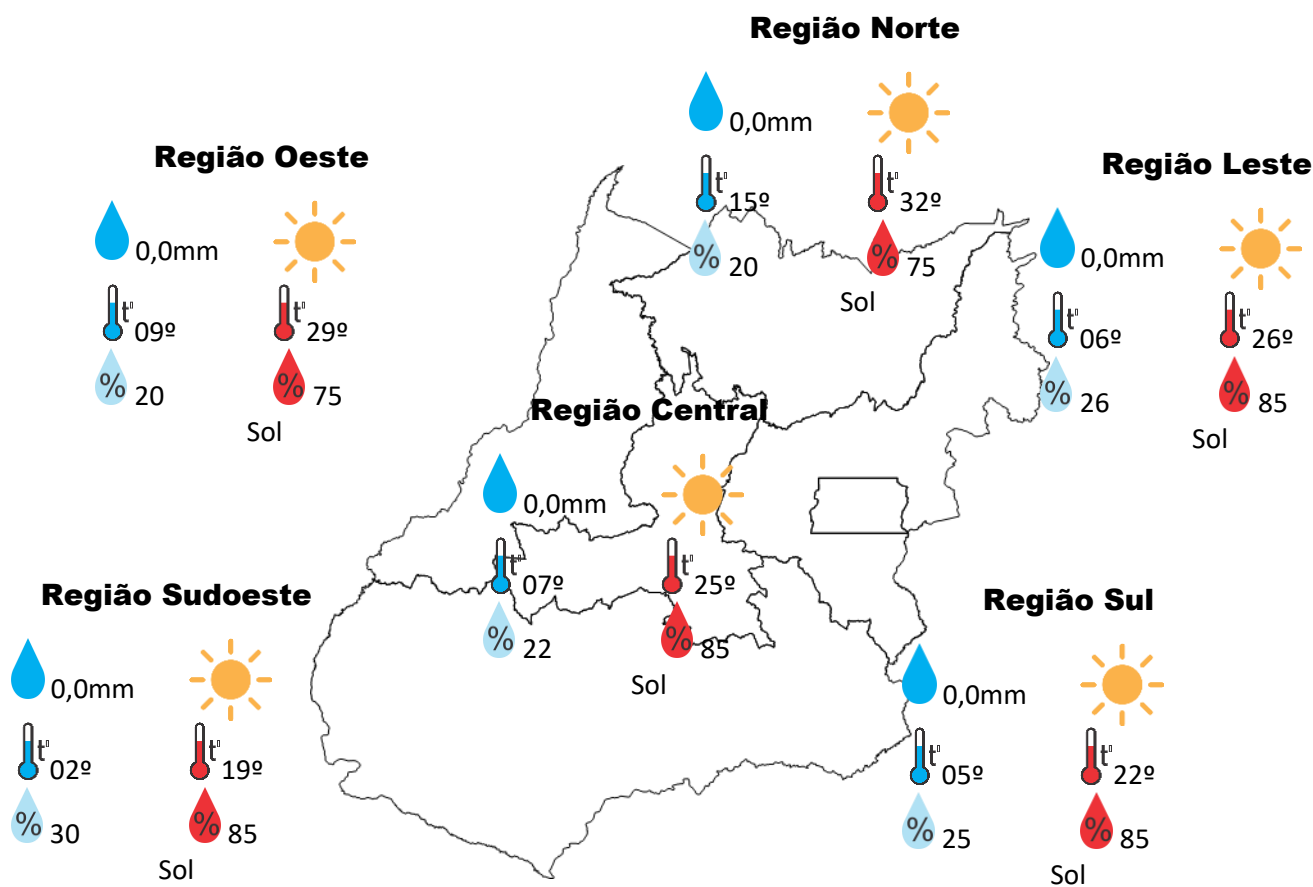 Região Norte
0,0mm
t°
15º
t°
32º
%
20
%
75
Sol
Região Oeste
0,0mm
t°
09º
t°
29º
%
20
%
75
Sol
Região Leste
0,0mm
t°
06º
t°
26º
%
26
%
85
Sol
Região Central
0,0mm
t°
07º
t°
25º
%
22
%
85
Sol
Região Sudoeste
0,0mm
t°
02º
t°
19º
%
30
%
85
Sol
Região Sul
0,0mm
t°
05º
t°
22º
%
25
%
85
Sol